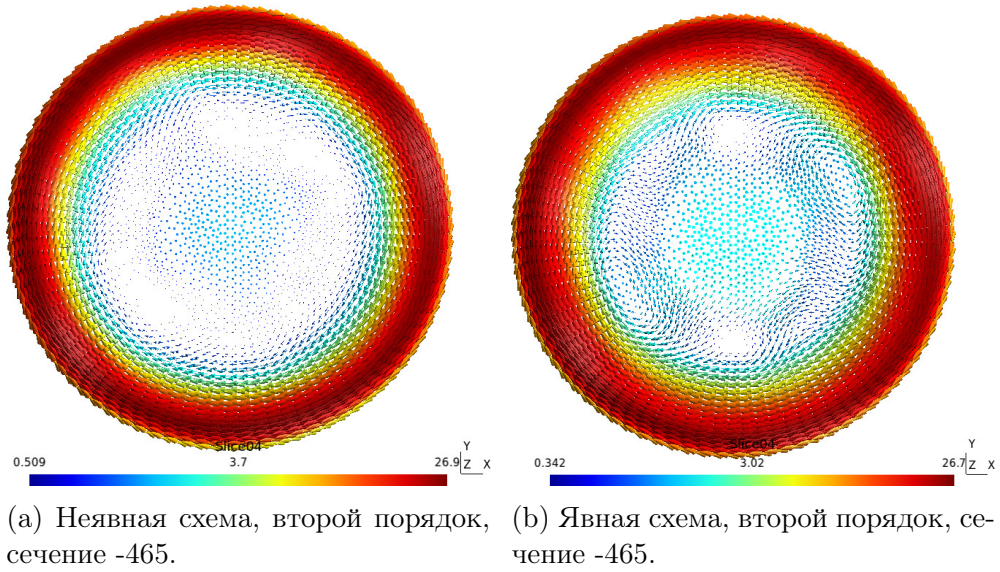 Slice04
Y
0.509 3.7 26.9 Z X
Slice04
Y
0.342 3.02 26.7 Z X
(a) Неявная схема, второй порядок,
сечение -465.
(b) Явная схема, второй порядок, се-
чение -465.